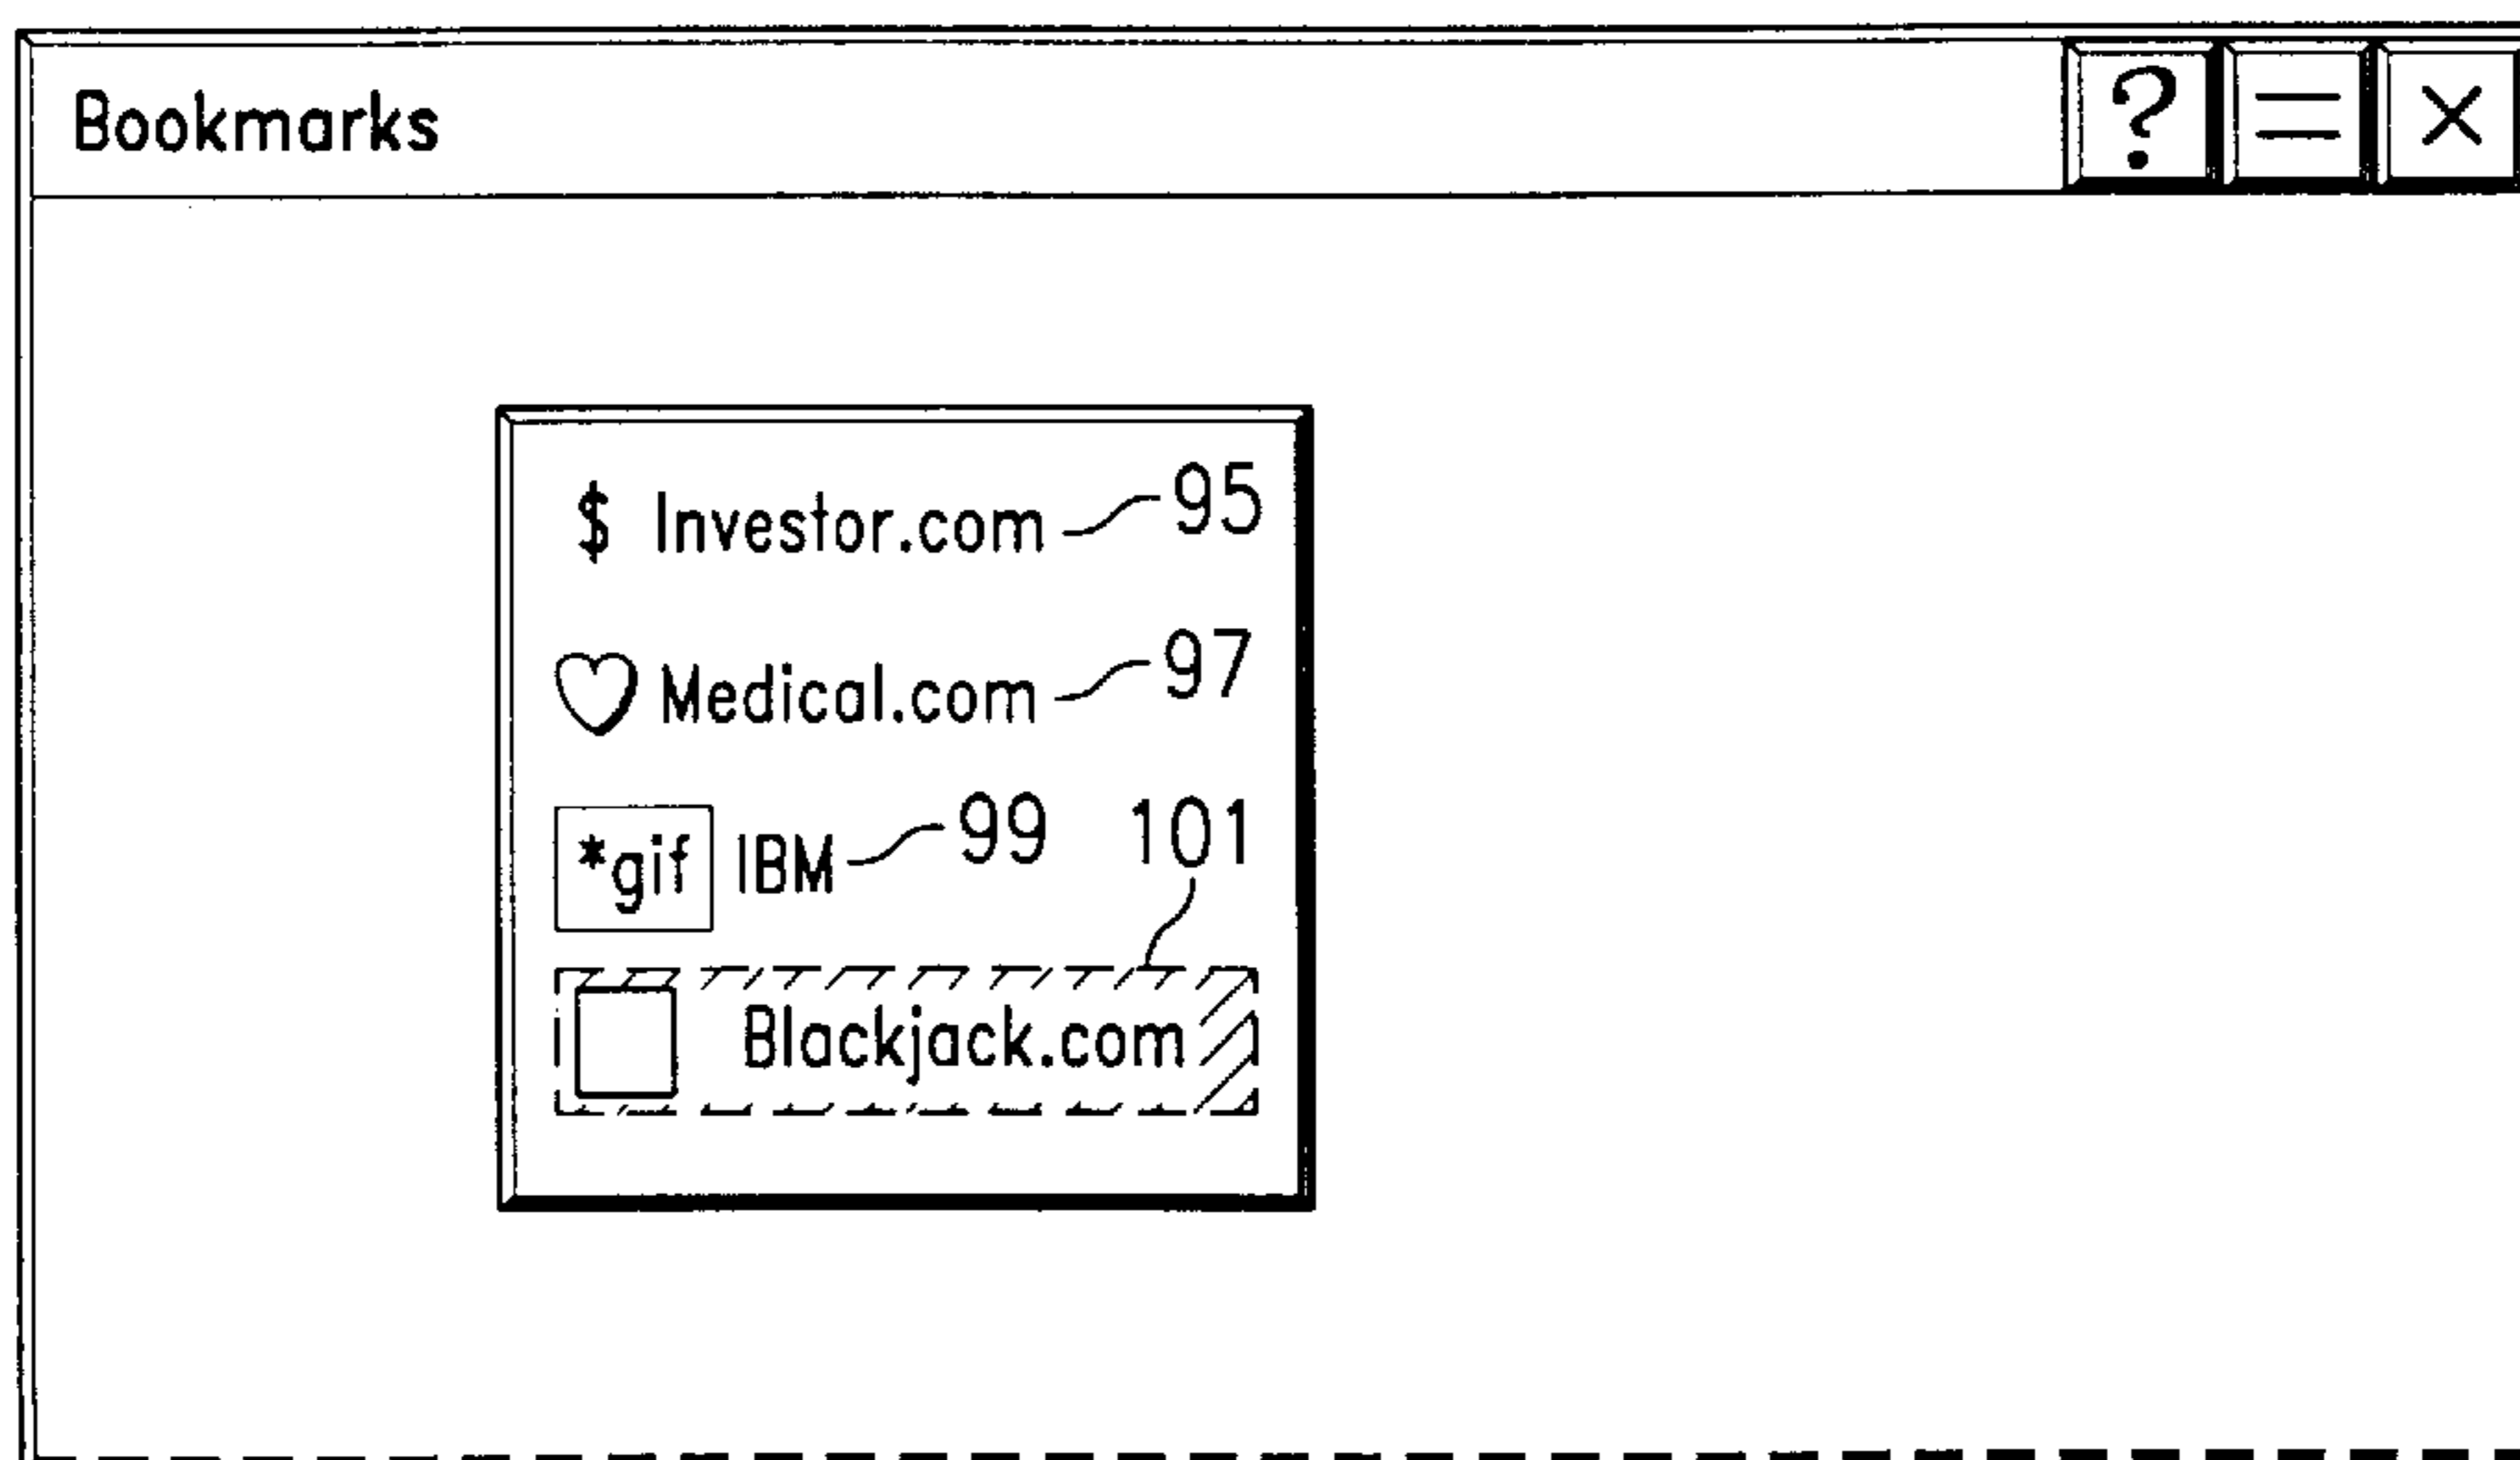 Bookmarks ? = ×
$ Investor.com 95
Medical.com 97
*gif IBM 99 101
Blackjack.com